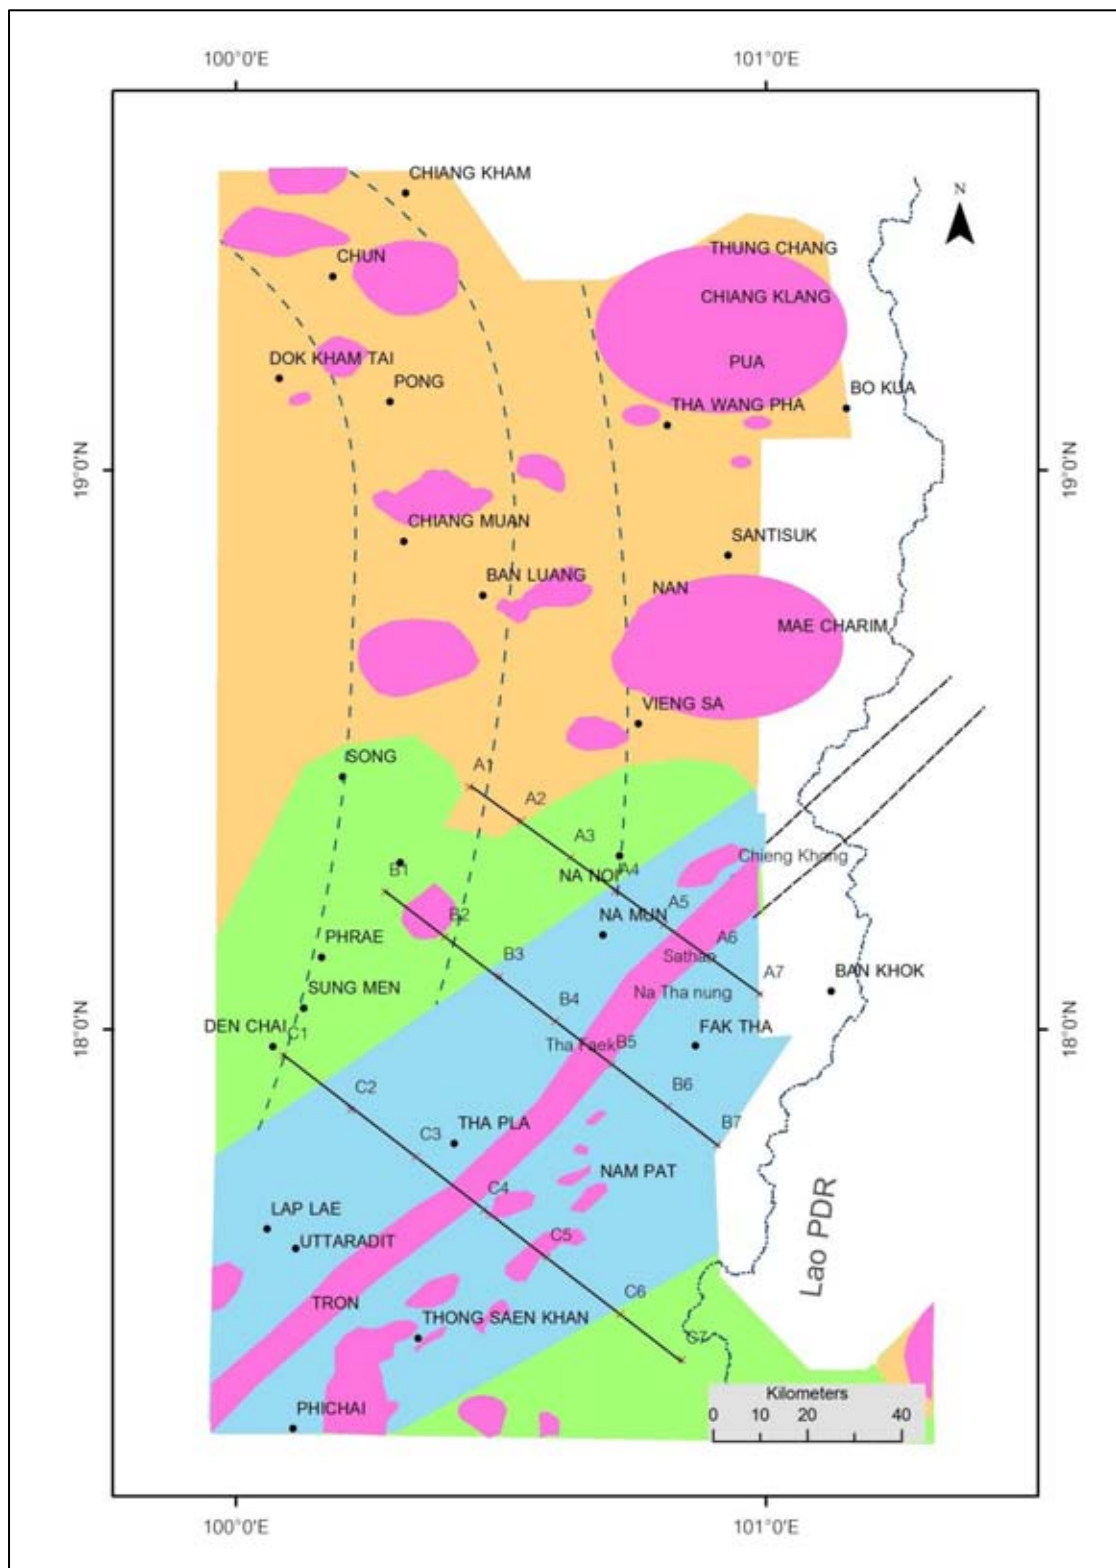 100°0'E
101°0'E
N
CHIANG KHAM
THUNG CHANG
CHUN
CHIANG KLANG
DOK KHAM TAI
PUA
PONG
BO KUA
THA WANG PHA
19°0'N
19°0'N
CHIANG MUAN
SANTISUK
BAN LUANG
NAN
MAE CHARIM
VIENG SA
SONG
A1
A2
A3
Chieng Khong
B1
NA NOI
A4
A5
B2
NA MUN
A6
PHRAE
Sathan
B3
A7
BAN KHOK
SUNG MEN
Na Tha nung
B4
DEN CHAI
C1
FAK THA
18°0'N
18°0'N
Tha Faek
B5
C2
B6
C3
THA PLA
B7
NAM PAT
C4
LAP LAE
UTTARADIT
C5
Lao PDR
TRON
C6
THONG SAEN KHAN
C7
Kilometers
PHICHAI
0 10 20 40
100°0'E
101°0'E